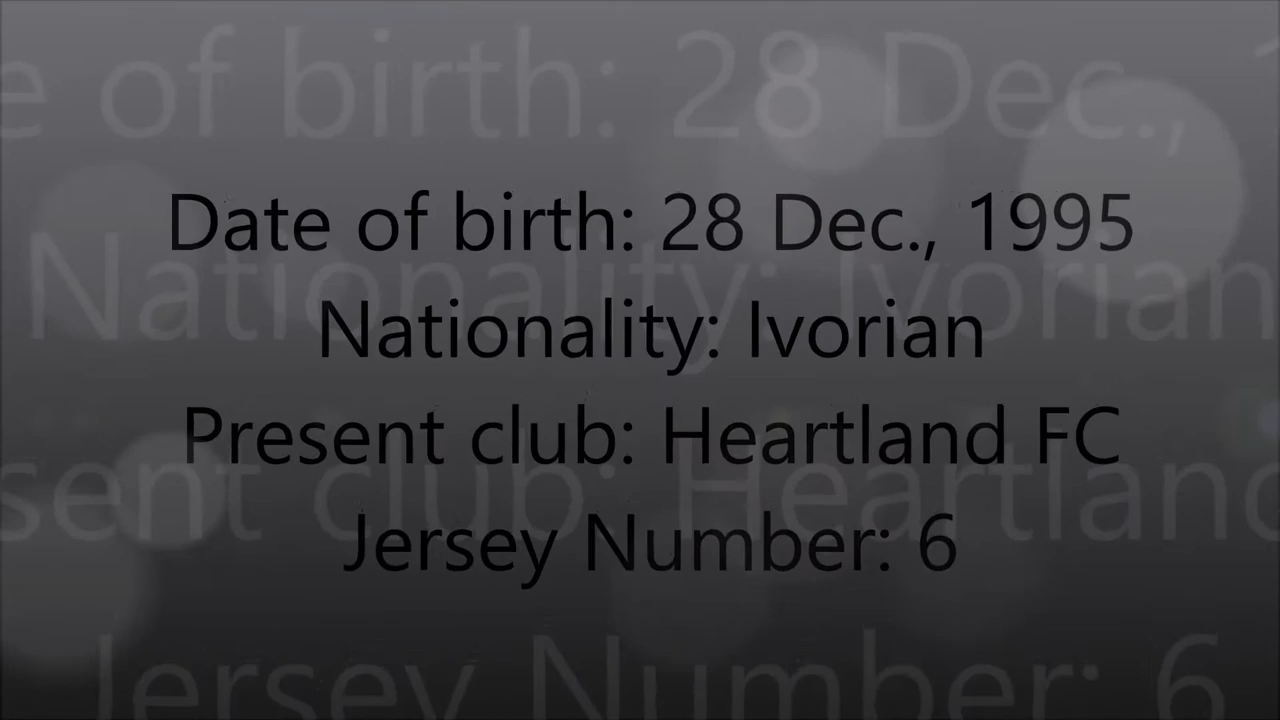 Date of birth: 28 Dec., 1995
Nationality: Ivorian
Present club: Heartland FC
Jersey Number: 6